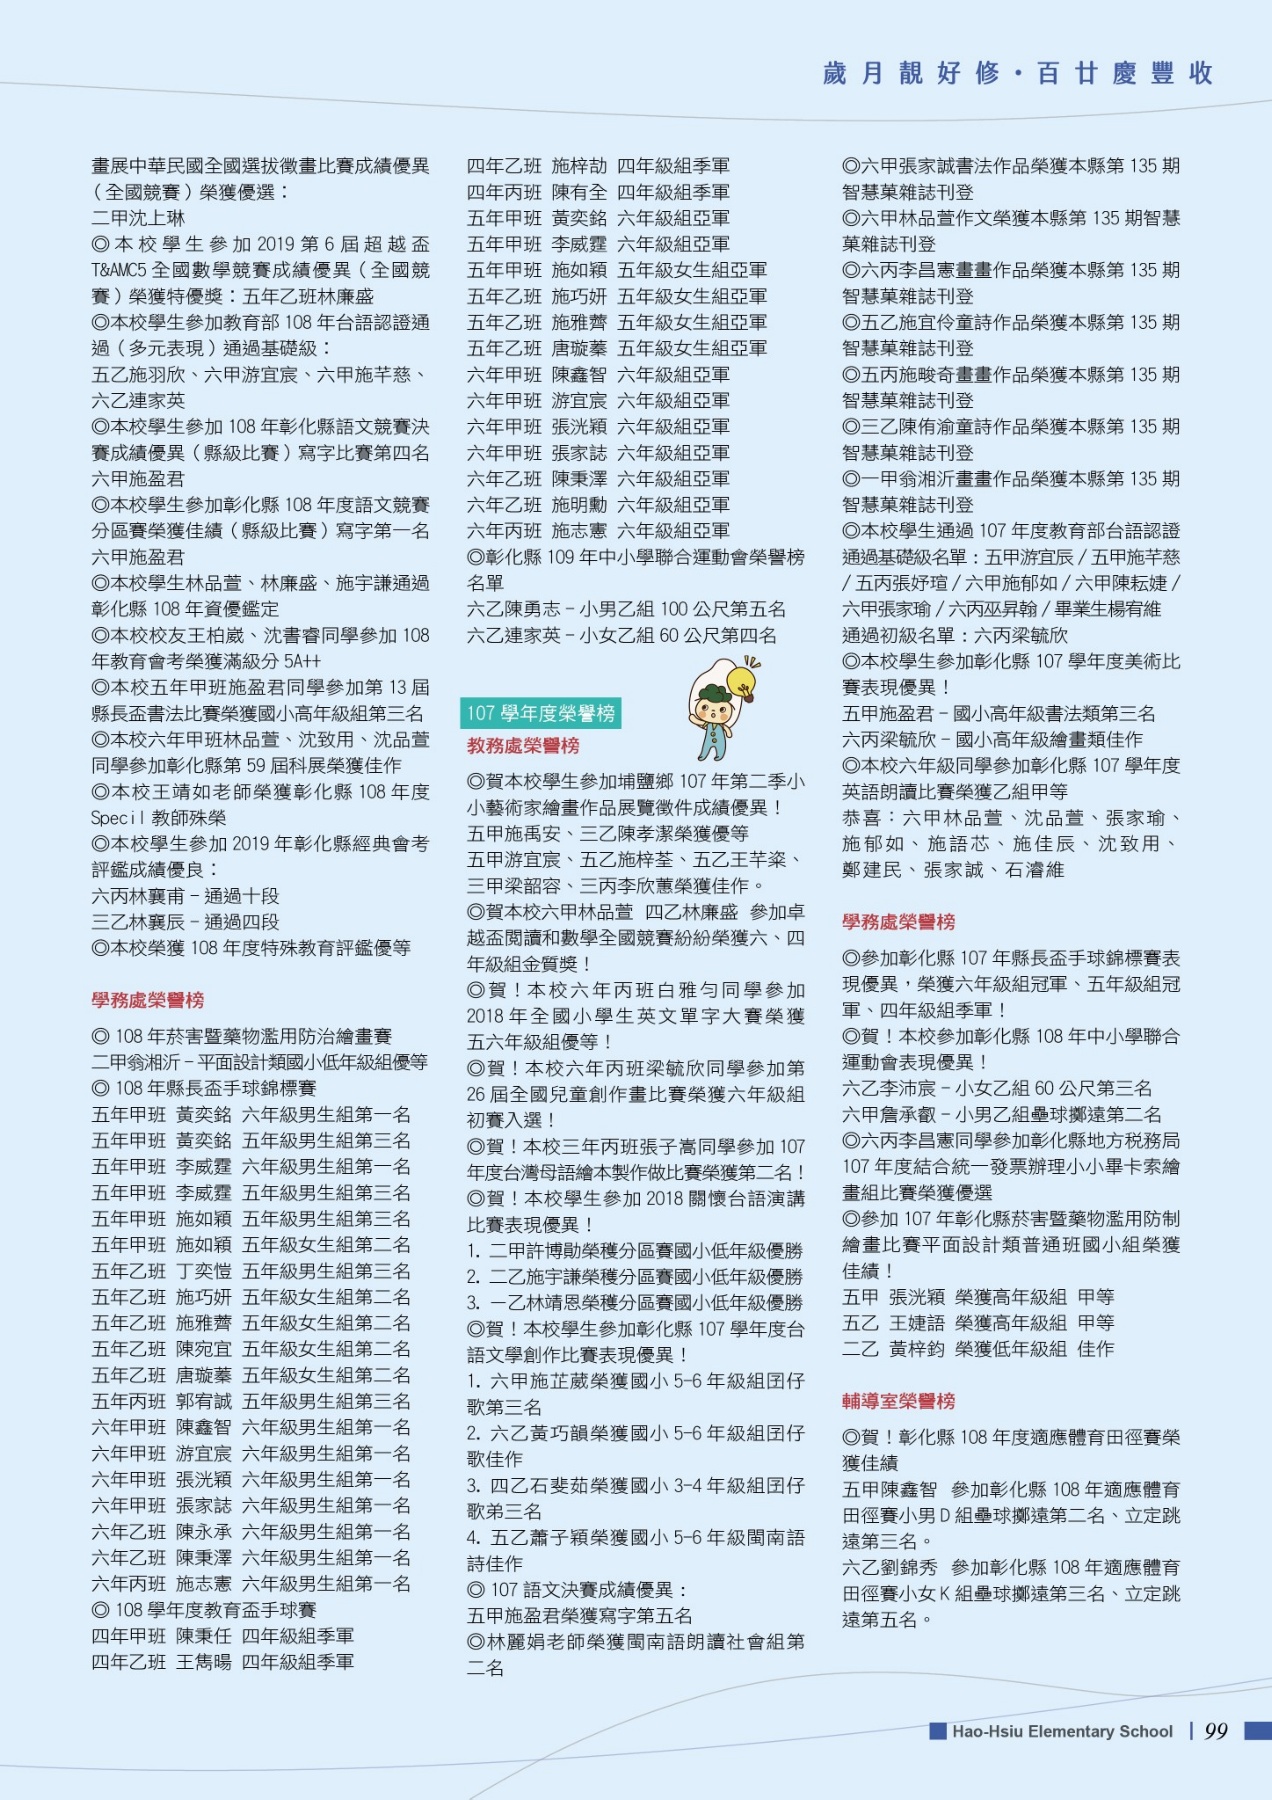 歲月靚好修·百廿慶豐收
畫展中華民國全國選拔徵畫比賽成績優異
（全國競賽）榮獲優選：
二甲沈上琳
◎本校學生參加 2019 第 6 屆超越盃
T&AMC5 全國數學競賽成績優異（全國競
賽）榮獲特優獎：五年乙班林廉盛
◎本校學生參加教育部 108 年台語認證通
過（多元表現）通過基礎級：
五乙施羽欣、六甲游宜宸、六甲施芊慈、
六乙連家英
◎本校學生參加 108 年彰化縣語文競賽決
賽成績優異（縣級比賽）寫字比賽第四名
六甲施盈君
◎本校學生參加彰化縣 108 年度語文競賽
分區賽榮獲佳績（縣級比賽）寫字第一名
六甲施盈君
◎本校學生林品萱、林廉盛、施宇謙通過
彰化縣 108 年資優鑑定
◎本校校友王柏崴、沈書睿同學參加 108
年教育會考榮獲滿級分 5A++
◎本校五年甲班施盈君同學參加第 13 屆
縣長盃書法比賽榮獲國小高年級組第三名
◎本校六年甲班林品萱、沈致用、沈品萱
同學參加彰化縣第 59 屆科展榮獲佳作
◎本校王靖如老師榮獲彰化縣 108 年度
Specil 教師殊榮
◎本校學生參加 2019 年彰化縣經典會考
評鑑成績優良：
六丙林襄甫－通過十段
三乙林襄辰－通過四段
◎本校榮獲 108 年度特殊教育評鑑優等
學務處榮譽榜
◎ 108 年菸害暨藥物濫用防治繪畫賽
二甲翁湘沂－平面設計類國小低年級組優等
◎ 108 年縣長盃手球錦標賽
五年甲班 黃奕銘 六年級男生組第一名
五年甲班 黃奕銘 五年級男生組第三名
五年甲班 李威霆 六年級男生組第一名
五年甲班 李威霆 五年級男生組第三名
五年甲班 施如穎 五年級男生組第三名
五年甲班 施如穎 五年級女生組第二名
五年乙班 丁奕愷 五年級男生組第三名
五年乙班 施巧妍 五年級女生組第二名
五年乙班 施雅薺 五年級女生組第二名
五年乙班 陳宛宜 五年級女生組第二名
五年乙班 唐璇蓁 五年級女生組第二名
五年丙班 郭宥誠 五年級男生組第三名
六年甲班 陳鑫智 六年級男生組第一名
六年甲班 游宜宸 六年級男生組第一名
六年甲班 張洸穎 六年級男生組第一名
六年甲班 張家誌 六年級男生組第一名
六年乙班 陳永承 六年級男生組第一名
六年乙班 陳秉澤 六年級男生組第一名
六年丙班 施志憲 六年級男生組第一名
◎ 108 學年度教育盃手球賽
四年甲班 陳秉任 四年級組季軍
四年乙班 王雋暘 四年級組季軍
四年乙班 施梓劼 四年級組季軍
四年丙班 陳有全 四年級組季軍
五年甲班 黃奕銘 六年級組亞軍
五年甲班 李威霆 六年級組亞軍
五年甲班 施如穎 五年級女生組亞軍
五年乙班 施巧妍 五年級女生組亞軍
五年乙班 施雅薺 五年級女生組亞軍
五年乙班 唐璇蓁 五年級女生組亞軍
六年甲班 陳鑫智 六年級組亞軍
六年甲班 游宜宸 六年級組亞軍
六年甲班 張洸穎 六年級組亞軍
六年甲班 張家誌 六年級組亞軍
六年乙班 陳秉澤 六年級組亞軍
六年乙班 施明勳 六年級組亞軍
六年丙班 施志憲 六年級組亞軍
◎彰化縣 109 年中小學聯合運動會榮譽榜
名單
六乙陳勇志－小男乙組 100 公尺第五名
六乙連家英－小女乙組 60 公尺第四名
107 學年度榮譽榜
教務處榮譽榜
◎賀本校學生參加埔鹽鄉 107 年第二季小
小藝術家繪畫作品展覽徵件成績優異！
五甲施禹安、三乙陳孝潔榮獲優等
五甲游宜宸、五乙施梓荃、五乙王芊粢、
三甲梁韶容、三丙李欣蕙榮獲佳作。
◎賀本校六甲林品萱 四乙林廉盛 參加卓
越盃閱讀和數學全國競賽紛紛榮獲六、四
年級組金質獎！
◎賀！本校六年丙班白雅勻同學參加
2018 年全國小學生英文單字大賽榮獲
五六年級組優等！
◎賀！本校六年丙班梁毓欣同學參加第
26 屆全國兒童創作畫比賽榮獲六年級組
初賽入選！
◎賀！本校三年丙班張子嵩同學參加 107
年度台灣母語繪本製作做比賽榮獲第二名！
◎賀！本校學生參加 2018 關懷台語演講
比賽表現優異！
1. 二甲許博勛榮穫分區賽國小低年級優勝
2. 二乙施宇謙榮穫分區賽國小低年級優勝
3. 一乙林靖恩榮穫分區賽國小低年級優勝
◎賀！本校學生參加彰化縣 107 學年度台
語文學創作比賽表現優異！
1. 六甲施芷葳榮獲國小 5-6 年級組囝仔
歌第三名
2. 六乙黃巧韻榮獲國小 5-6 年級組囝仔
歌佳作
3. 四乙石斐茹榮獲國小 3-4 年級組囝仔
歌弟三名
4. 五乙蕭子穎榮獲國小 5-6 年級閩南語
詩佳作
◎ 107 語文決賽成績優異：
五甲施盈君榮獲寫字第五名
◎林麗娟老師榮獲閩南語朗讀社會組第
二名
◎六甲張家誠書法作品榮獲本縣第 135 期
智慧菓雜誌刊登
◎六甲林品萱作文榮獲本縣第 135 期智慧
菓雜誌刊登
◎六丙李昌憲畫畫作品榮獲本縣第 135 期
智慧菓雜誌刊登
◎五乙施宜伶童詩作品榮獲本縣第 135 期
智慧菓雜誌刊登
◎五丙施畯奇畫畫作品榮獲本縣第 135 期
智慧菓雜誌刊登
◎三乙陳侑渝童詩作品榮獲本縣第 135 期
智慧菓雜誌刊登
◎一甲翁湘沂畫畫作品榮獲本縣第 135 期
智慧菓雜誌刊登
◎本校學生通過 107 年度教育部台語認證
通過基礎級名單：五甲游宜辰 / 五甲施芊慈
/ 五丙張妤瑄 / 六甲施郁如 / 六甲陳耘婕 /
六甲張家瑜 / 六丙巫昇翰 / 畢業生楊宥維
通過初級名單：六丙梁毓欣
◎本校學生參加彰化縣 107 學年度美術比
賽表現優異！
五甲施盈君－國小高年級書法類第三名
六丙梁毓欣－國小高年級繪畫類佳作
◎本校六年級同學參加彰化縣 107 學年度
英語朗讀比賽榮獲乙組甲等
恭喜：六甲林品萱、沈品萱、張家瑜、
施郁如、施語芯、施佳辰、沈致用、
鄭建民、張家誠、石濬維
學務處榮譽榜
◎參加彰化縣 107 年縣長盃手球錦標賽表
現優異，榮獲六年級組冠軍、五年級組冠
軍、四年級組季軍！
◎賀！本校參加彰化縣 108 年中小學聯合
運動會表現優異！
六乙李沛宸－小女乙組 60 公尺第三名
六甲詹承叡－小男乙組壘球擲遠第二名
◎六丙李昌憲同學參加彰化縣地方稅務局
107 年度結合統一發票辦理小小畢卡索繪
畫組比賽榮獲優選
◎參加 107 年彰化縣菸害暨藥物濫用防制
繪畫比賽平面設計類普通班國小組榮獲
佳績！
五甲 張洸穎 榮獲高年級組 甲等
五乙 王婕語 榮獲高年級組 甲等
二乙 黃梓鈞 榮獲低年級組 佳作
輔導室榮譽榜
◎賀！彰化縣 108 年度適應體育田徑賽榮
獲佳績
五甲陳鑫智 參加彰化縣 108 年適應體育
田徑賽小男 D 組壘球擲遠第二名、立定跳
遠第三名。
六乙劉錦秀 參加彰化縣 108 年適應體育
田徑賽小女 K 組壘球擲遠第三名、立定跳
遠第五名。
Hao-Hsiu Elementary School | 99